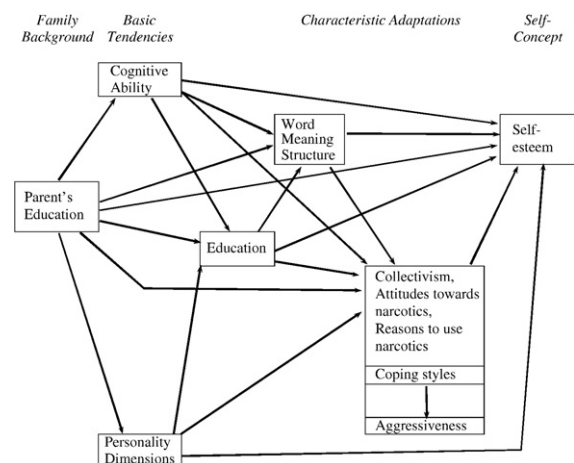 Family
Background
Basic
Tendencies
Characteristic Adaptations
Self-
Concept
Cognitive
Ability
Word
Meaning
Structure
Self-
esteem
Parent's
Education
Education
Collectivism,
Attitudes towards
narcotics,
Reasons to use
narcotics
Coping styles
Aggressiveness
Personality
Dimensions